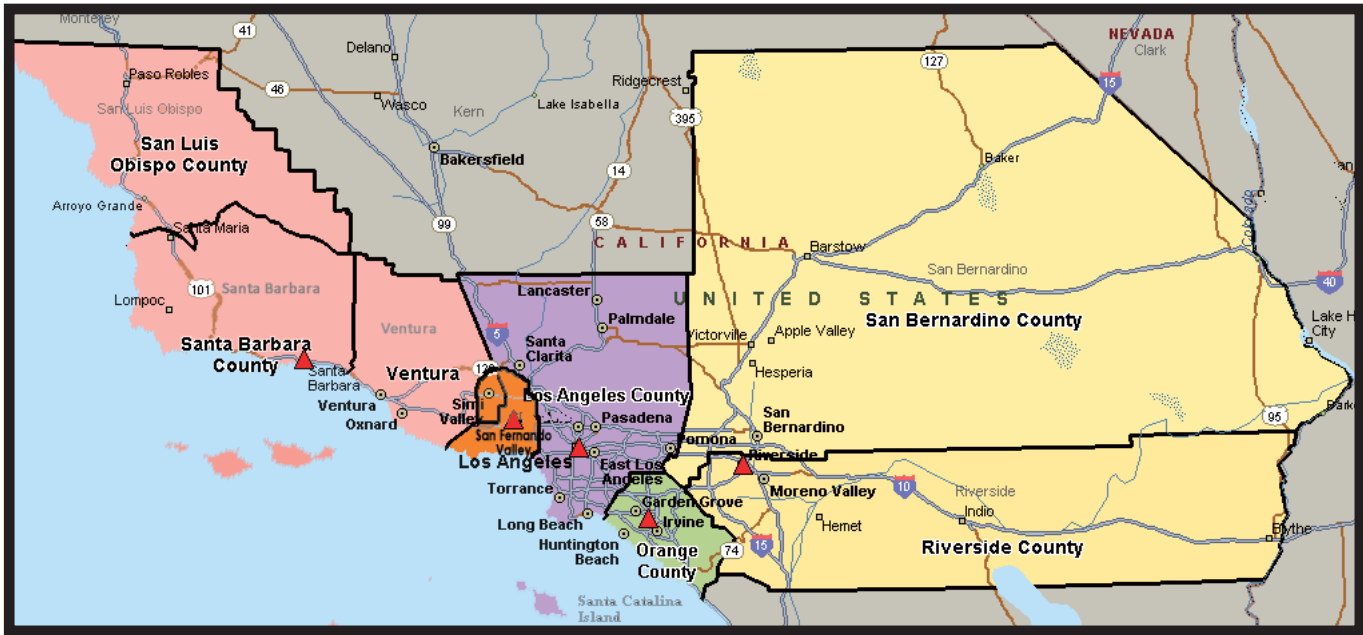 Monterey
41
Delano
NEVADA
Clark
127
15
Paso Robles
46
Wasco
Ridgecrest
Lake Isabella
Kern
395
San Luis Obispo
San Luis
Obispo County
Bakersfield
14
Baker
Arroyo Grande
Santa Maria
99
58
CALIFORNIA
Barstow
Colorado
San Bernardino
40
101
Santa Barbara
Lompoc
Lancaster
UNITED STATES
San Bernardino County
Palmdale
Lake H
City
Ventura
5
Victorville
Apple Valley
Santa Barbara
County
Santa
Clarita
Santa
Barbara
Ventura
Hesperia
Los Angeles County
Simi
Valley
Ventura
Oxnard
Pasadena
San
Bernardino
95
San Fernando
Valley
Pomona
Los Angeles
East Los
Angeles
Riverside
Moreno Valley
10
Riverside
Torrance
Garden Grove
Long Beach
Irvine
Hemet
Indio
Blythe
Huntington
Beach
Orange
County
74
15
Riverside County
Santa Catalina
Island